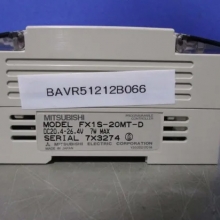 BAVR51212B066
MITSUBISHI
MODEL FX1S-20MT-D
DC20.4-26.4V 7W MAX
SERIAL 7X3274
MITSUBISHI ELECTRIC CORPORATION